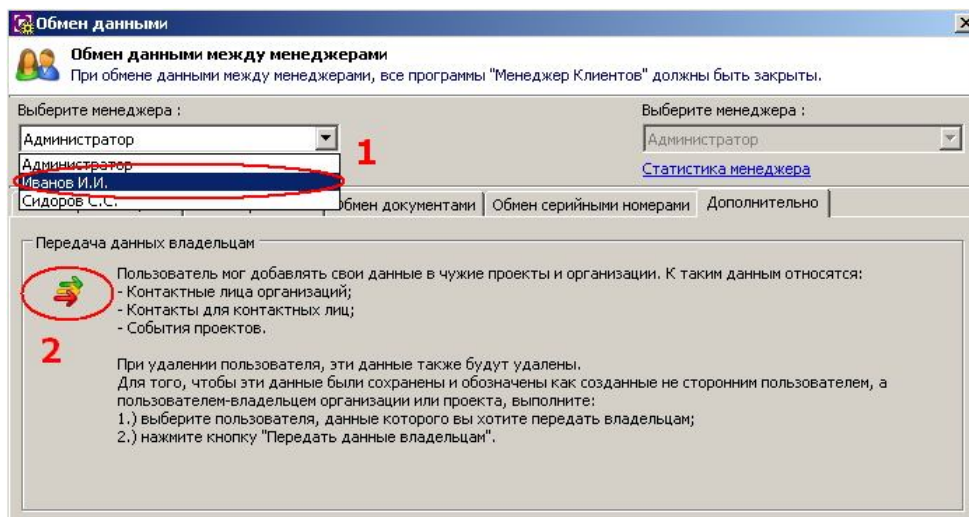 Обмен данными
Обмен данными между менеджерами
При обмене данными между менеджерами, все программы "Менеджер Клиентов" должны быть закрыты.
Выберите менеджера :
Выберите менеджера :
Администратор
Администратор
1
Администратор
Статистика менеджера
Иванов И.И.
Сидоров С.С.
Обмен документами
Обмен серийными номерами
Дополнительно
Передача данных владельцам
Пользователь мог добавлять свои данные в чужие проекты и организации. К таким данным относятся:
- Контактные лица организаций;
- Контакты для контактных лиц;
- События проектов.
2
При удалении пользователя, эти данные также будут удалены.
Для того, чтобы эти данные были сохранены и обозначены как созданные не сторонним пользователем, а
пользователем-владельцем организации или проекта, выполните:
1.) выберите пользователя, данные которого вы хотите передать владельцам;
2.) нажмите кнопку "Передать данные владельцам".